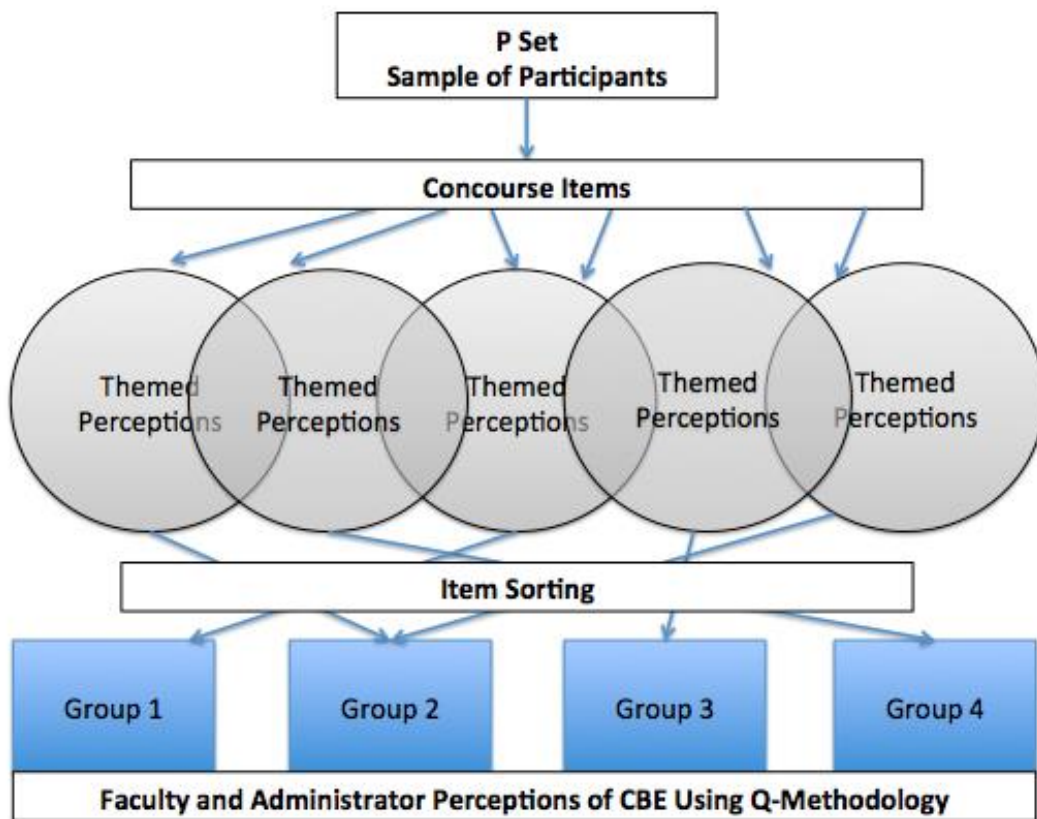 P Set
Sample of Participants
Concourse Items
Themed Perceptions
Themed Perceptions
Themed Perceptions
Themed Perceptions
Themed Perceptions
Item Sorting
Group 1
Group 2
Group 3
Group 4
Faculty and Administrator Perceptions of CBE Using Q-Methodology